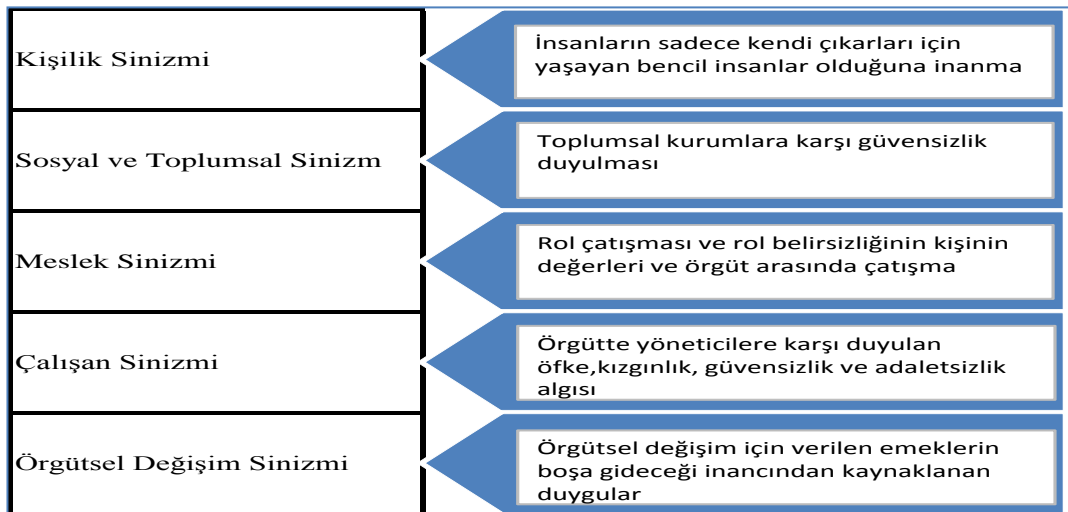 Kişilik Sinizmi
İnsanların sadece kendi çıkarları için
yaşayan bencil insanlar olduğuna inanma
Sosyal ve Toplumsal Sinizm
Toplumsal kurumlara karşı güvensizlik
duyulması
Meslek Sinizmi
Rol çatışması ve rol belirsizliğinin kişinin
değerleri ve örgüt arasında çatışma
Çalışan Sinizmi
Örgütte yöneticilere karşı duyulan
öfke,kızgınlık, güvensizlik ve adaletsizlik
algısı
Örgütsel Değişim Sinizmi
Örgütsel değişim için verilen emeklerin
boşa gideceği inancından kaynaklanan
duygular